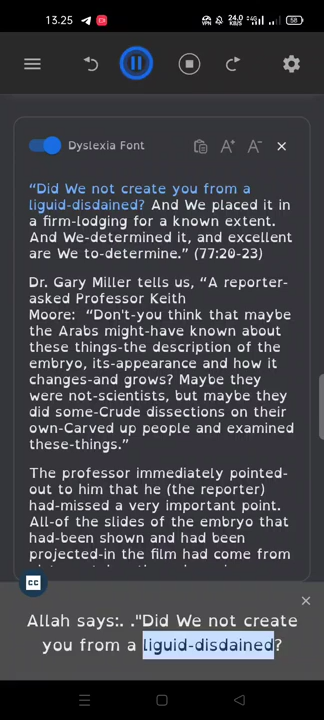 13.25
VPN
24.0
KB/S
58
Dyslexia Font
A+
A-
“Did We not create you from a
liguid-disdained? And We placed it in
a firm-lodging for a known extent.
And We-determined it, and excellent
are We to-determine.” (77:20-23)
Dr. Gary Miller tells us, “A reporter-
asked Professor Keith
Moore:  “Don't-you think that maybe
the Arabs might-have known about
these things-the description of the
embryo, its-appearance and how it
changes-and grows? Maybe they
were not-scientists, but maybe they
did some-Crude dissections on their
own-Carved up people and examined
these-things.”
The professor immediately pointed-
out to him that he (the reporter)
had-missed a very important point.
All-of the slides of the embryo that
had-been shown and had been
projected-in the film had come from
CC
Allah says:. ."Did We not create
you from a liguid-disdained?